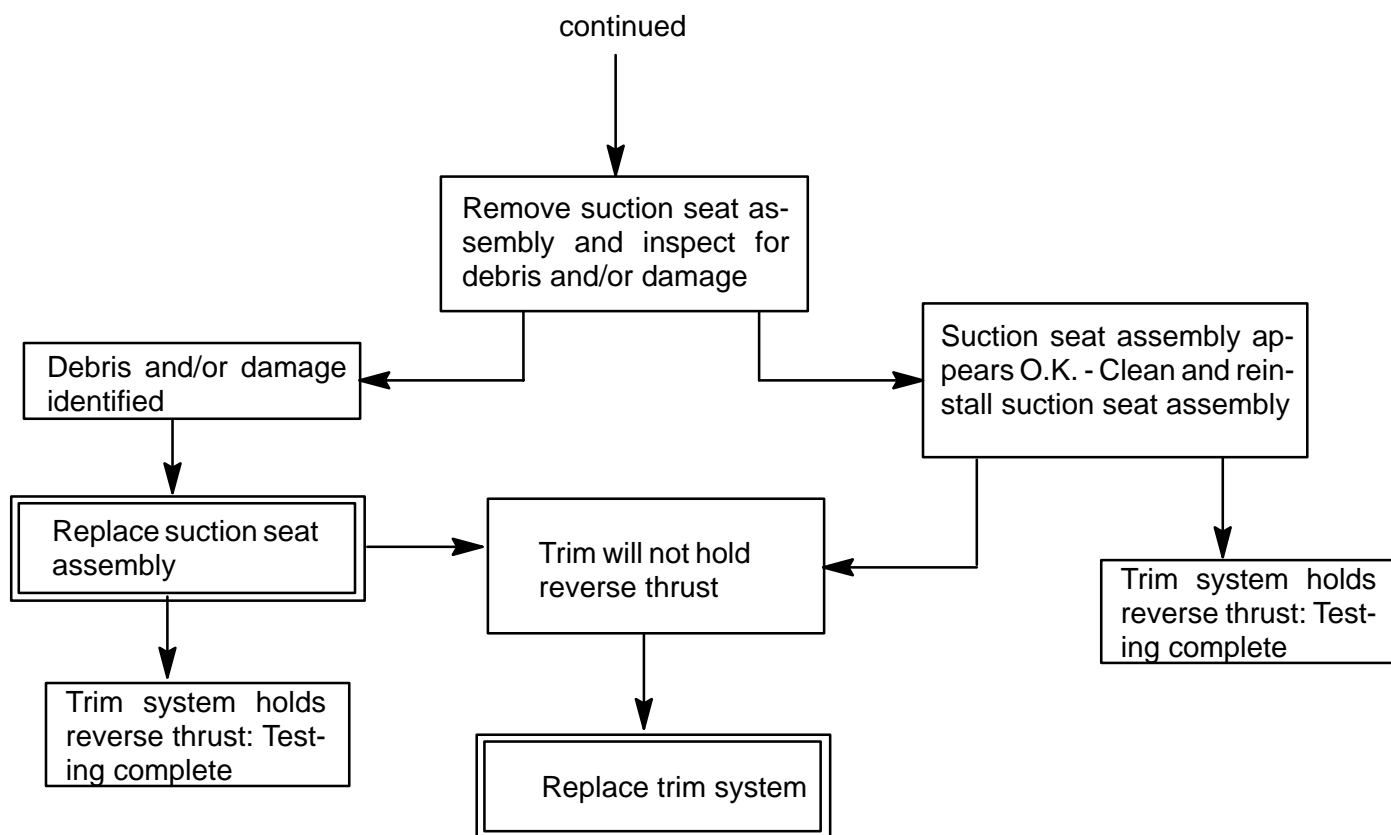 continued
Remove suction seat as-
sembly and inspect for
debris and/or damage
Debris and/or damage
identified
Suction seat assembly ap-
pears O.K. - Clean and rein-
stall suction seat assembly
Replace suction seat
assembly
Trim will not hold
reverse thrust
Trim system holds
reverse thrust: Test-
ing complete
Trim system holds
reverse thrust: Test-
ing complete
Replace trim system